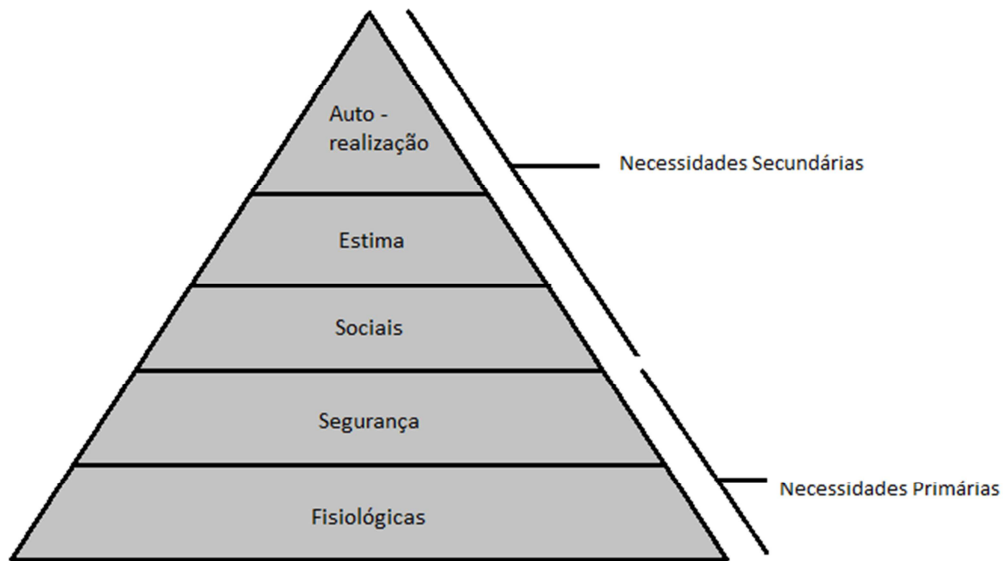 Auto -
realização
Necessidades Secundárias
Estima
Sociais
Segurança
Necessidades Primárias
Fisiológicas